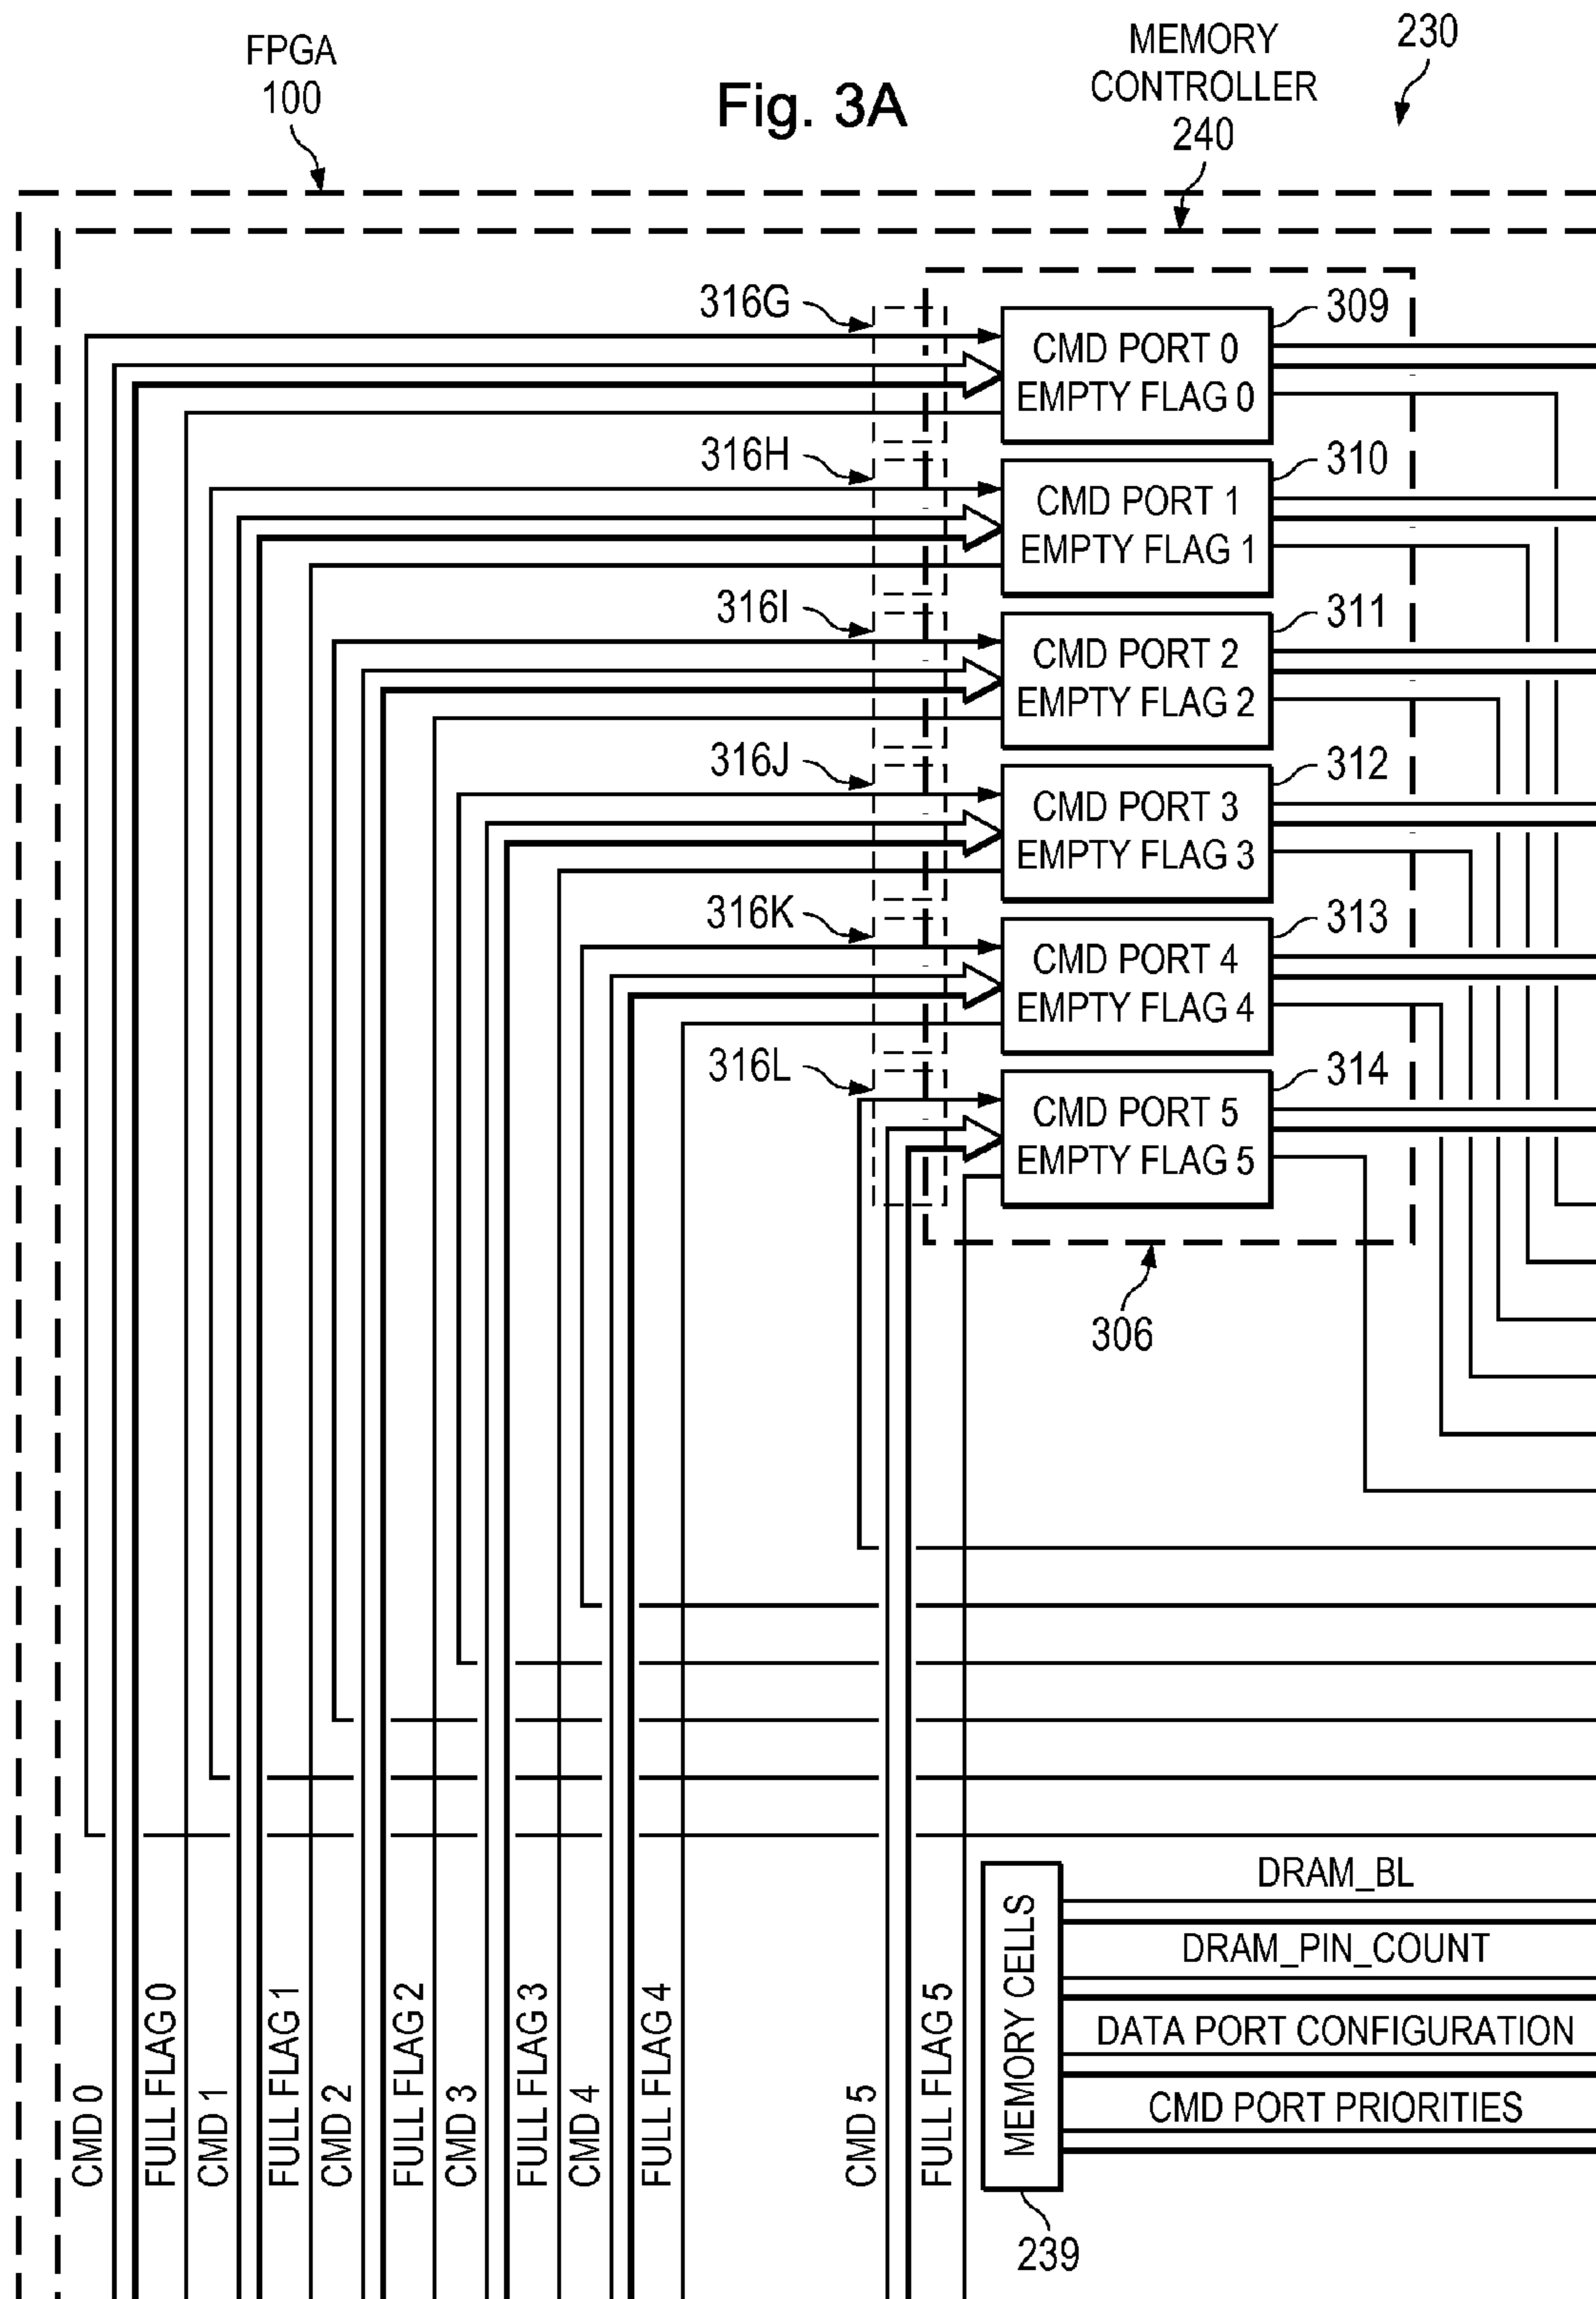 FPGA
100
Fig. 3A
MEMORY
CONTROLLER
240
230
316G
CMD PORT 0
EMPTY FLAG 0
309
316H
CMD PORT 1
EMPTY FLAG 1
310
316I
CMD PORT 2
EMPTY FLAG 2
311
316J
CMD PORT 3
EMPTY FLAG 3
312
316K
CMD PORT 4
EMPTY FLAG 4
313
316L
CMD PORT 5
EMPTY FLAG 5
314
306
CMD 0
FULL FLAG 0
CMD 1
FULL FLAG 1
CMD 2
FULL FLAG 2
CMD 3
FULL FLAG 3
CMD 4
FULL FLAG 4
CMD 5
FULL FLAG 5
MEMORY CELLS
DRAM_BL
DRAM_PIN_COUNT
DATA PORT CONFIGURATION
CMD PORT PRIORITIES
239